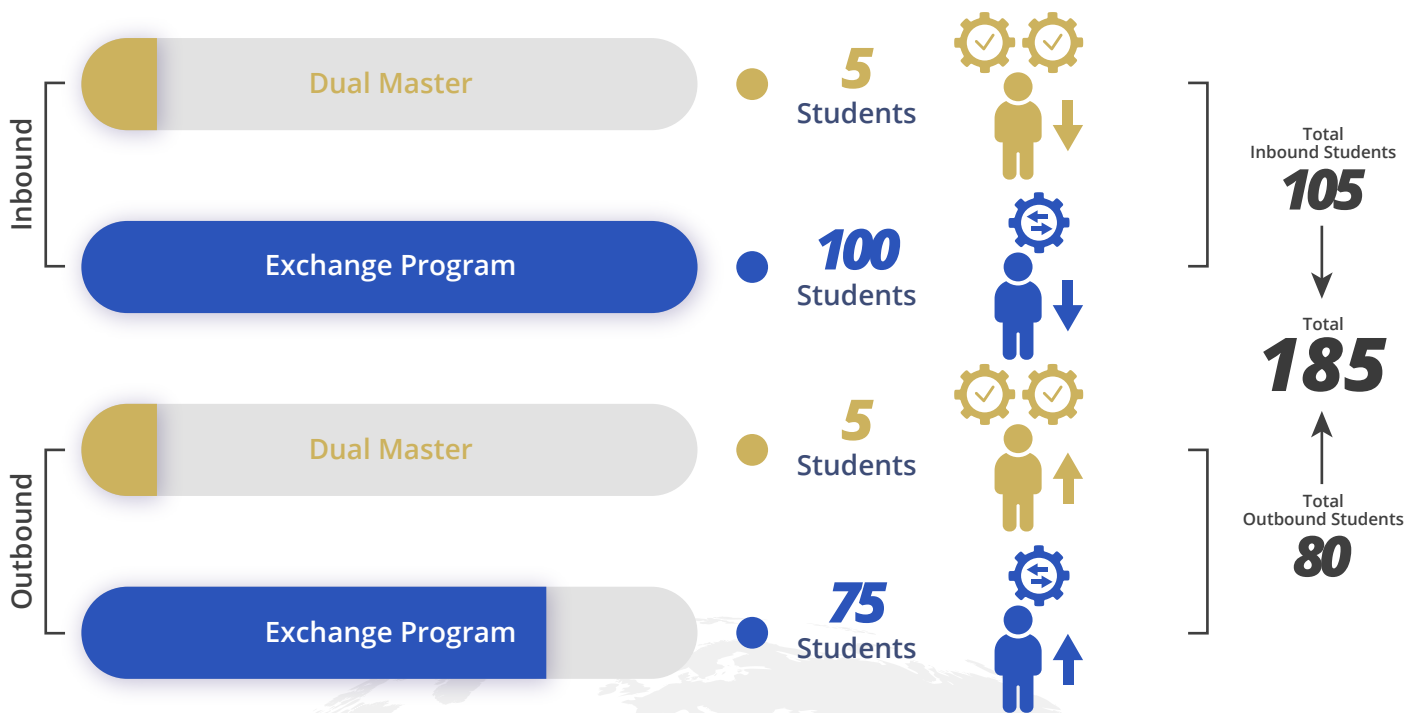 Inbound
Dual Master
5
Students
Exchange Program
100
Students
Total
Inbound Students
105
Total
185
Outbound
Dual Master
5
Students
Exchange Program
75
Students
Total
Outbound Students
80